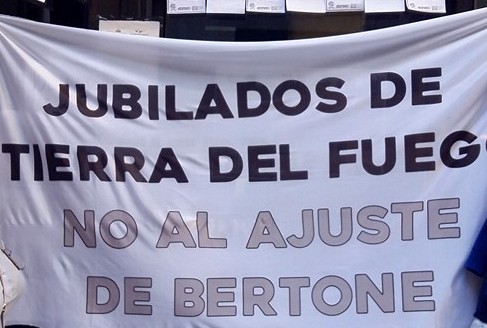 JUBILADOS DE
TIERRA DEL FUEG
NO AL AJUSTE
DE BERTONE